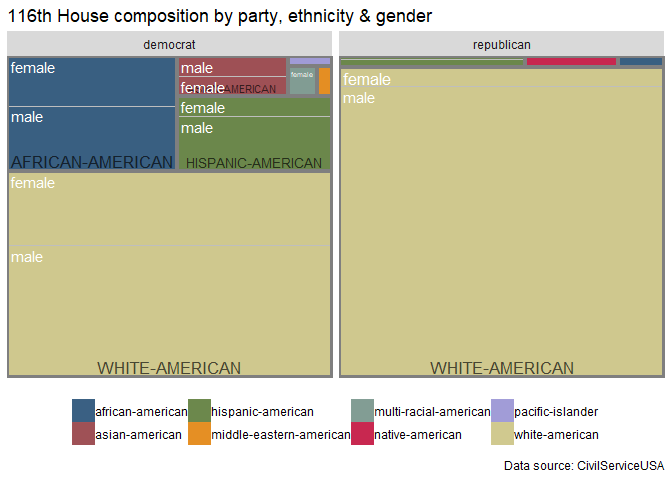 116th House composition by party, ethnicity & gender
democrat
republican
female
male
AFRICAN-AMERICAN
male
female
ASIAN-AMERICAN
female
female
male
HISPANIC-AMERICAN
female
male
WHITE-AMERICAN
female
male
WHITE-AMERICAN
african-american hispanic-american multi-racial-american pacific-islander
asian-american middle-eastern-american native-american white-american
Data source: CivilServiceUSA